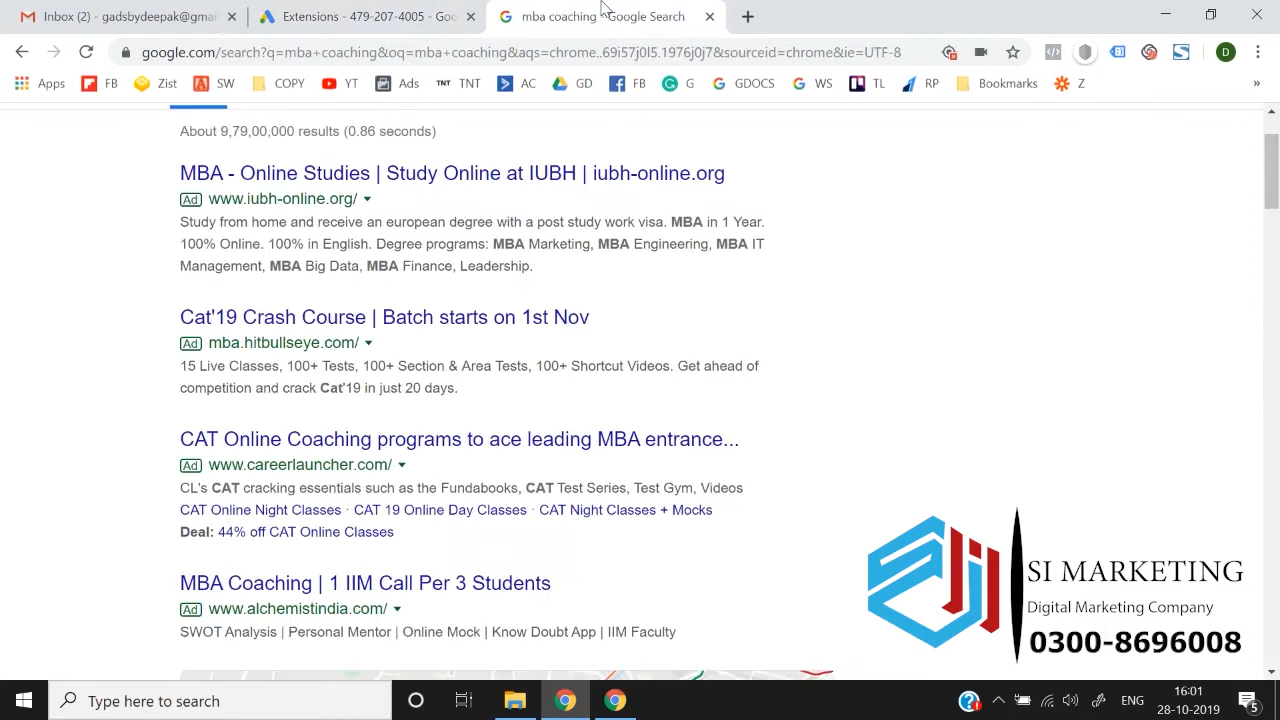 Inbox (2) - gadsbydeepak@gmai
Extensions - 479-207-4005 - Goo
mba coaching - Google Search
google.com/search?q=mba+coaching&oq=mba+coaching&aqs=chrome..69i57j0l5.1976j0j7&sourceid=chrome&ie=UTF-8
D
Apps FB Zist SW COPY YT Ads TNT TNT AC GD FB G GDOCS WS TL RP Bookmarks Z »
About 9,79,00,000 results (0.86 seconds)
MBA - Online Studies | Study Online at IUBH | iubh-online.org
Ad www.iubh-online.org/
Study from home and receive an european degree with a post study work visa. MBA in 1 Year.
100% Online. 100% in English. Degree programs: MBA Marketing, MBA Engineering, MBA IT
Management, MBA Big Data, MBA Finance, Leadership.
Cat'19 Crash Course | Batch starts on 1st Nov
Ad mba.hitbullseye.com/
15 Live Classes, 100+ Tests, 100+ Section & Area Tests, 100+ Shortcut Videos. Get ahead of
competition and crack Cat'19 in just 20 days.
CAT Online Coaching programs to ace leading MBA entrance...
Ad www.careerlauncher.com/
CL's CAT cracking essentials such as the Fundabooks, CAT Test Series, Test Gym, Videos
CAT Online Night Classes · CAT 19 Online Day Classes · CAT Night Classes + Mocks
Deal: 44% off CAT Online Classes
MBA Coaching | 1 IIM Call Per 3 Students
Ad www.alchemistindia.com/
SWOT Analysis | Personal Mentor | Online Mock | Know Doubt App | IIM Faculty
SI MARKETING
Digital Marketing Company
0300-8696008
Type here to search
ENG
16:01
28-10-2019
5